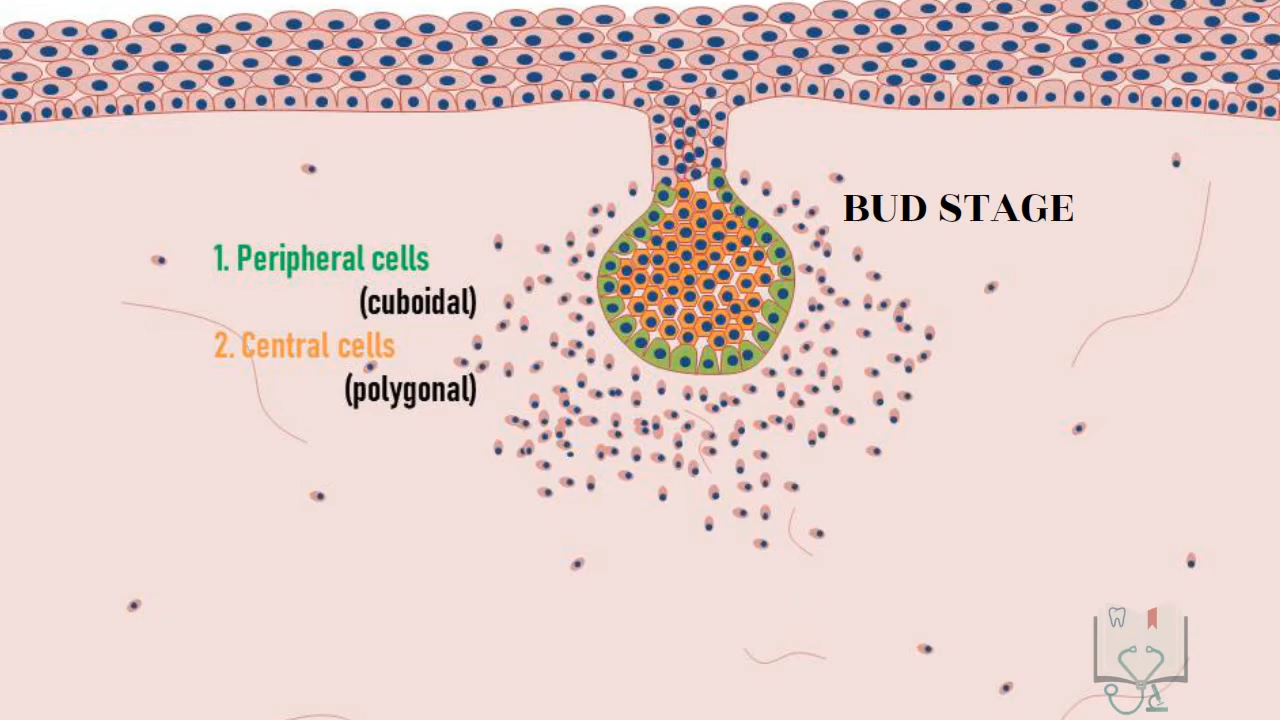 BUD STAGE
1. Peripheral cells
(cuboidal)
2. Central cells
(polygonal)